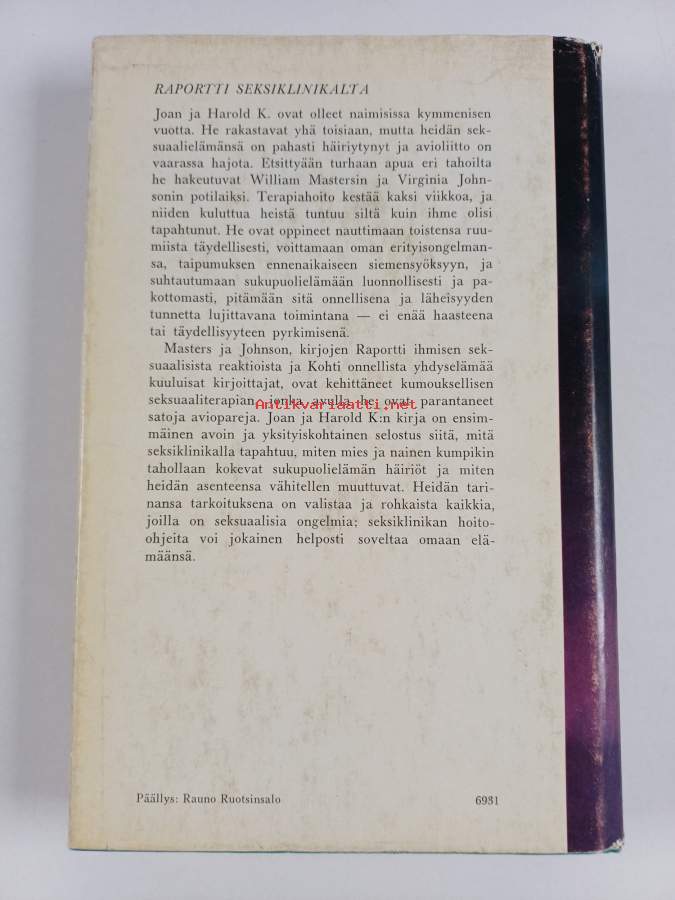 RAPORTTI SEKSIKLINIKALTA
Joan ja Harold K. ovat olleet naimisissa kymmenisen
vuotta. He rakastavat yhä toisiaan, mutta heidän sek-
suaalielämänsä on pahasti häiriytynyt ja avioliitto on
vaarassa hajota. Etsittyään turhaan apua eri tahoilta
he hakeutuvat William Mastersin ja Virginia John-
sonin potilaiksi. Terapiahoito kestää kaksi viikkoa, ja
niiden kuluttua heistä tuntuu siltä kuin ihme olisi
tapahtunut. He ovat oppineet nauttimaan toistensa ruu-
miista täydellisesti, voittamaan oman erityisongelman-
sa, taipumuksen ennenaikaiseen siemensyöksyyn, ja
suhtautumaan sukupuolielämään luonnollisesti ja pa-
kottomasti, pitämään sitä onnellisena ja läheisyyden
tunnetta lujittavana toimintana — ei enää haasteena
tai täydellisyyteen pyrkimisenä.
Masters ja Johnson, kirjojen Raportti ihmisen sek-
suaalisista reaktioista ja Kohti onnellista yhdyselämää
kuuluisat kirjoittajat, ovat kehittäneet kumouksellisen
seksuaaliterapian, jonka avulla he ovat parantaneet
Antikvariaatti.net
satoja aviopareja. Joan ja Harold K:n kirja on ensim-
mäinen avoin ja yksityiskohtainen selostus siitä, mitä
seksiklinikalla tapahtuu, miten mies ja nainen kumpikin
tahollaan kokevat sukupuolielämän häiriöt ja miten
heidän asenteensa vähitellen muuttuvat. Heidän tari-
nansa tarkoituksena on valistaa ja rohkaista kaikkia,
joilla on seksuaalisia ongelmia; seksiklinikan hoito-
ohjeita voi jokainen helposti soveltaa omaan elä-
määnsä.
Päällys: Rauno Ruotsinsalo
6931